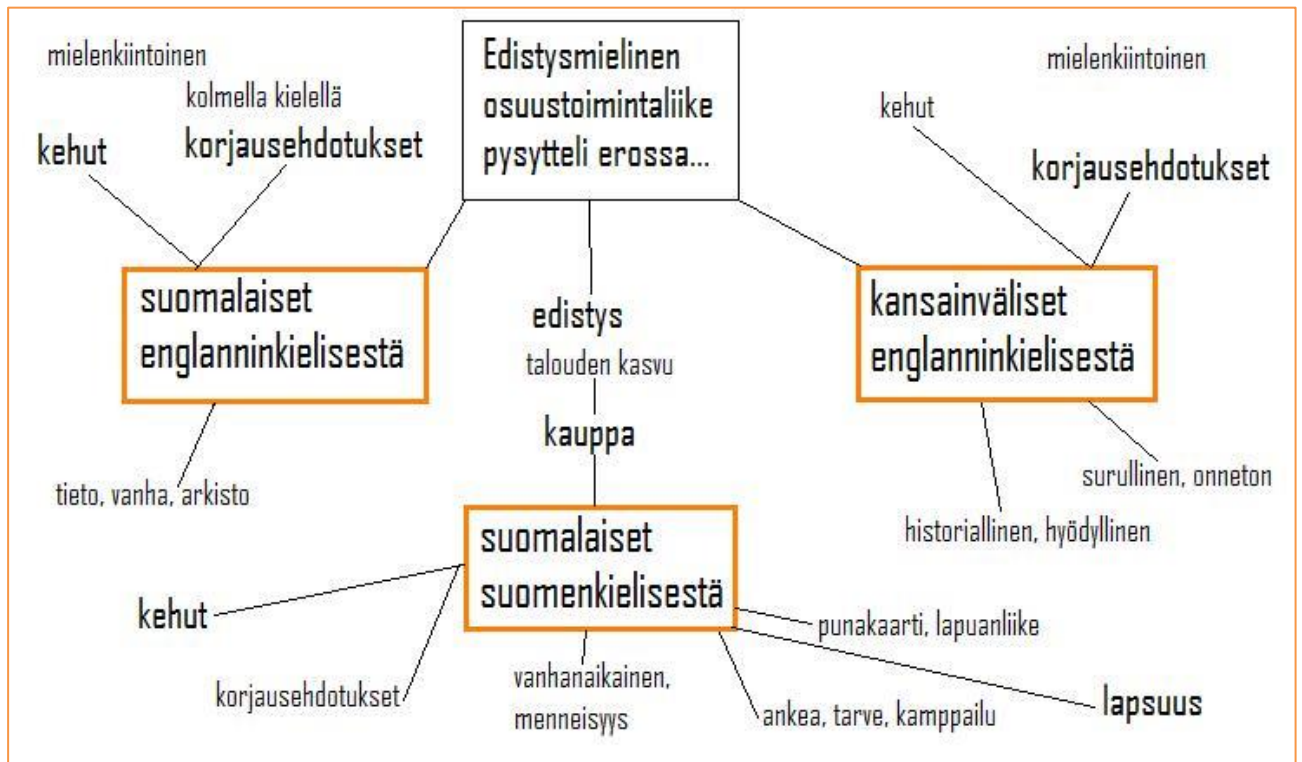 mielenkiintoinen
kolmella kielellä
kehut
korjausehdotukset
Edistysmielinen
osuustoimintaliike
pysytteli erossa...
mielenkiintoinen
kehut
korjausehdotukset
suomalaiset
englanninkielisestä
edistys
talouden kasvu
kauppa
kansainväliset
englanninkielisestä
tieto, vanha, arkisto
surullinen, onneton
historiallinen, hyödyllinen
suomalaiset
suomenkielisestä
kehut
korjausehdotukset
vanhanaikainen,
menneisyys
punakaarti, lapuanliike
ankea, tarve, kamppailu
lapsuus